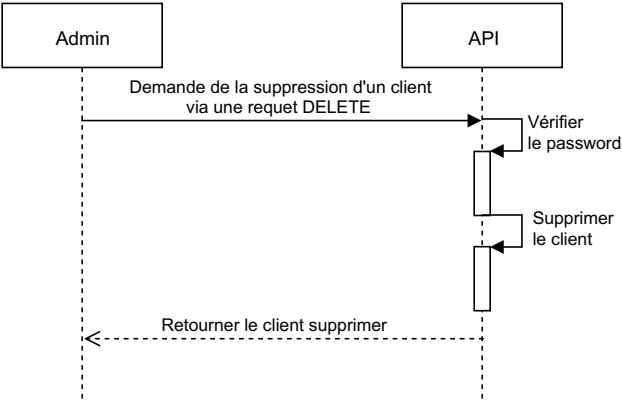 Admin
API
Demande de la suppression d'un client
via une requet DELETE
Vérifier
le password
Supprimer
le client
Retourner le client supprimer